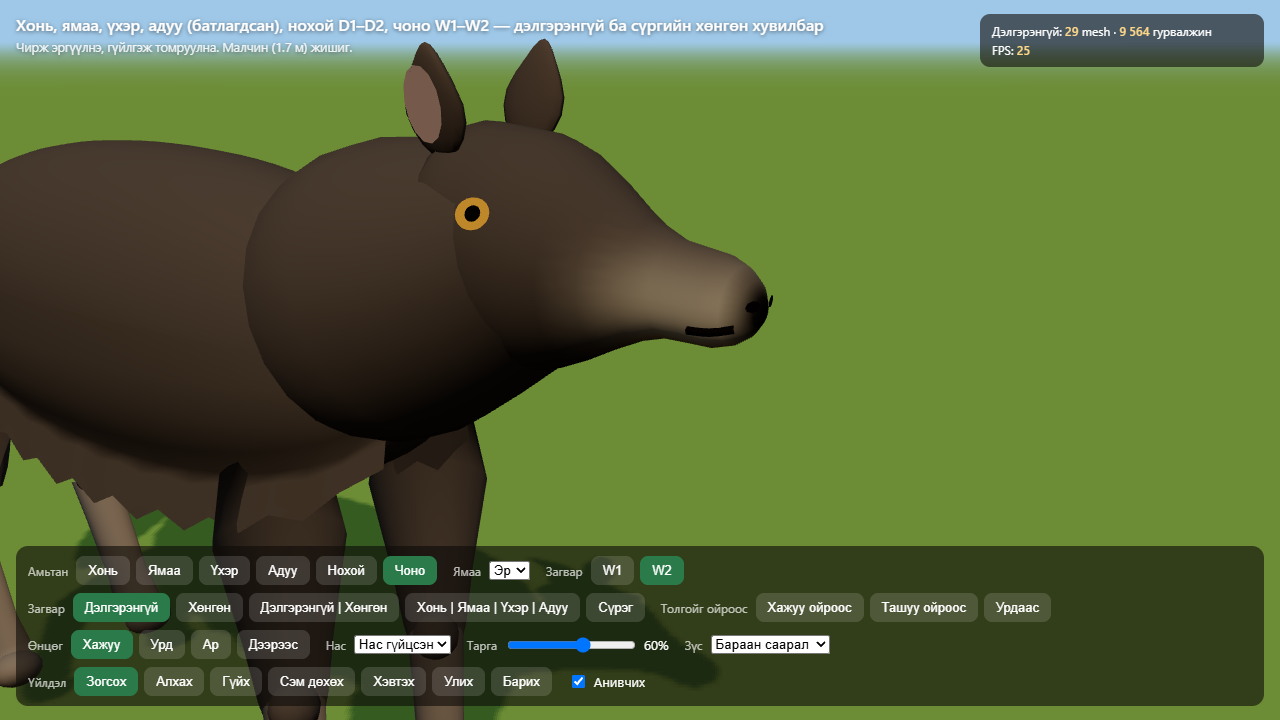 Хонь, ямаа, үхэр, адуу (батлагдсан), нохой D1–D2, чоно W1–W2 — дэлгэрэнгүй ба сүргийн хөнгөн хувилбар
Чирж эргүүлнэ, гүйлгэж томруулна. Малчин (1.7 м) жишиг.
Дэлгэрэнгүй: 29 mesh · 9 564 гурвалжин
FPS: 25
Амьтан Хонь Ямаа Үхэр Адуу Нохой Чоно Ямаа Эр Загвар W1 W2
Загвар Дэлгэрэнгүй Хөнгөн Дэлгэрэнгүй | Хөнгөн Хонь | Ямаа | Үхэр | Адуу Сүрэг Толгойг ойроос Хажуу ойроос Ташуу ойроос Урдаас
Өнцөг Хажуу Урд Ар Дээрээс Нас Нас гүйцсэн Тарга 60% Зүс Бараан саарал
Үйлдэл Зогсох Алхах Гүйх Сэм дөхөх Хэвтэх Улих Барих Анивчих